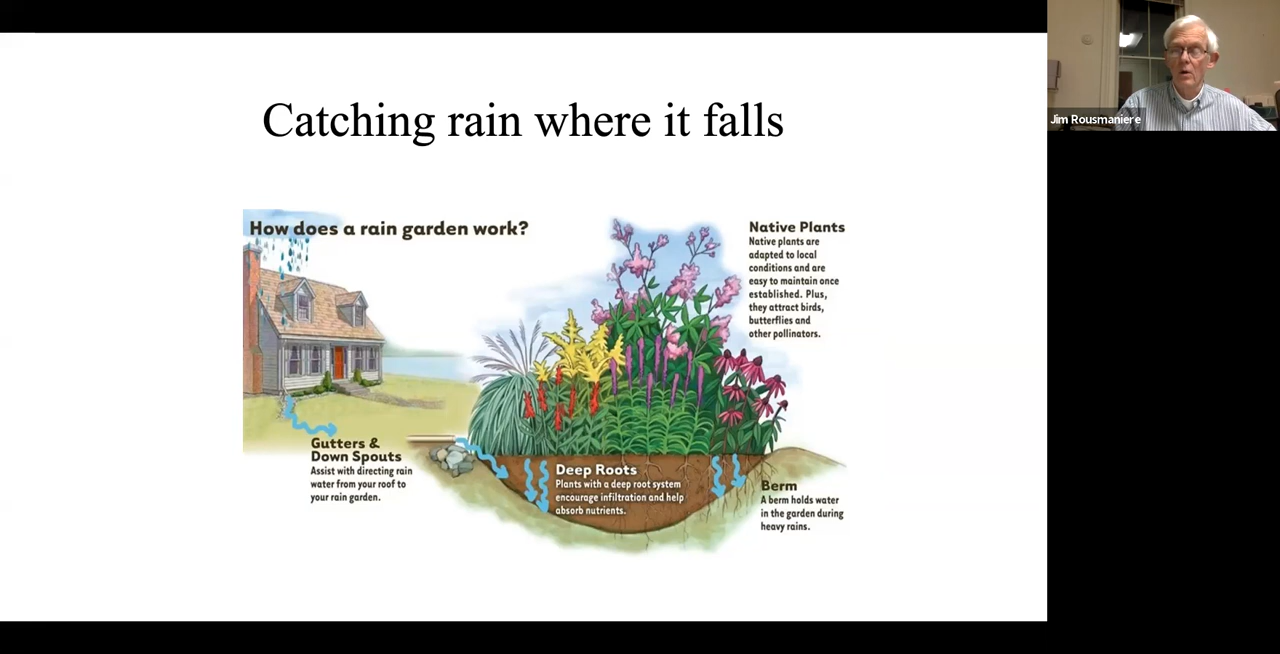 Catching rain where it falls
Jim Rousmaniere
How does a rain garden work?
Native Plants
Native plants are
adapted to local
conditions and are
easy to maintain once
established. Plus,
they attract birds,
butterflies and
other pollinators.
Gutters &
Down Spouts
Assist with directing rain
water from your roof to
your rain garden.
Deep Roots
Plants with a deep root system
encourage infiltration and help
absorb nutrients.
Berm
A berm holds water
in the garden during
heavy rains.